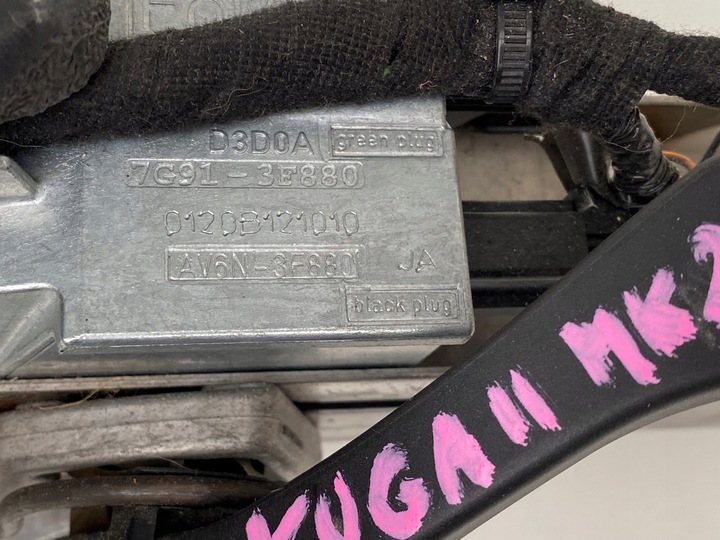 D3D0A green plug
7G91-3F880
0120B121010
AV6N-3F880 JA
black plug
KUGA II MK2